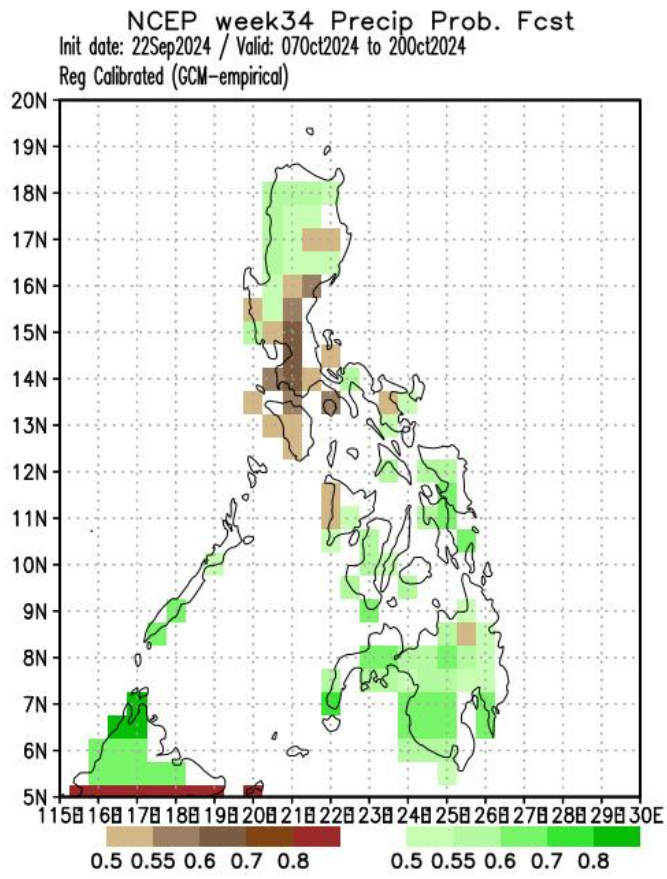 NCEP week34 Precip Prob. Fcst
Init date: 22Sep2024 / Valid: 07Oct2024 to 20Oct2024
Reg Calibrated (GCM-empirical)
20N
19N
18N
17N
16N
15N
14N
13N
12N
11N
10N
9N
8N
7N
6N
5N
115E 116E 117E 118E 119E 120E 121E 122E 123E 124E 125E 126E 127E 128E 129E 130E
0.5 0.55 0.6 0.7 0.8 0.5 0.55 0.6 0.7 0.8